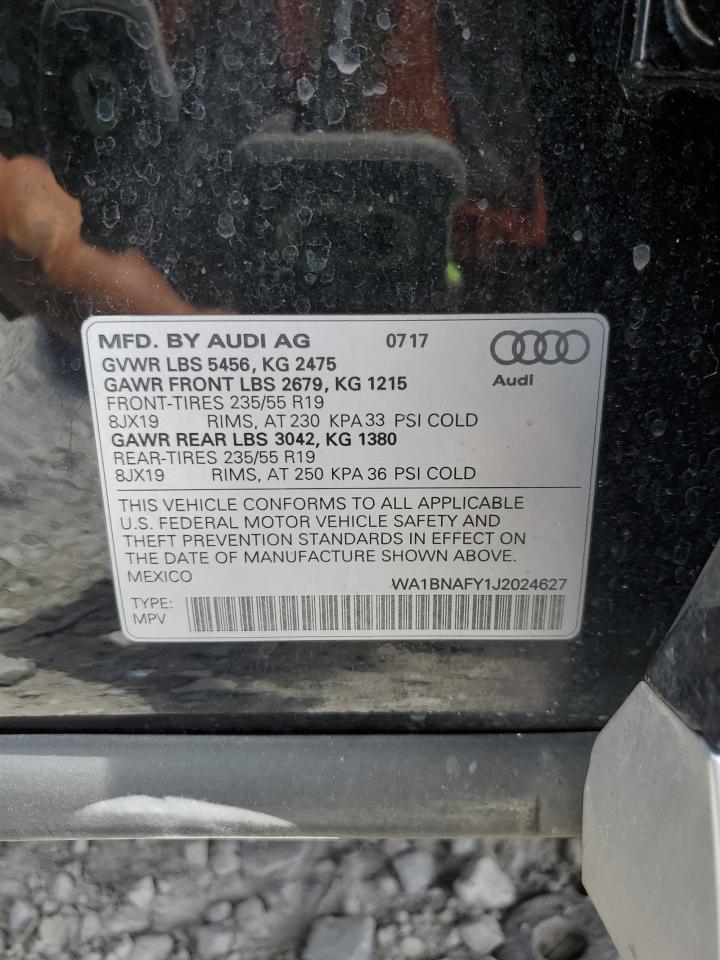 MFD. BY AUDI AG 0717
GVWR LBS 5456, KG 2475
GAWR FRONT LBS 2679, KG 1215
Audi
FRONT-TIRES 235/55 R19
8JX19 RIMS, AT 230 KPA 33 PSI COLD
GAWR REAR LBS 3042, KG 1380
REAR-TIRES 235/55 R19
8JX19 RIMS, AT 250 KPA 36 PSI COLD
THIS VEHICLE CONFORMS TO ALL APPLICABLE
U.S. FEDERAL MOTOR VEHICLE SAFETY AND
THEFT PREVENTION STANDARDS IN EFFECT ON
THE DATE OF MANUFACTURE SHOWN ABOVE.
MEXICO WA1BNAFY1J2024627
TYPE:
MPV